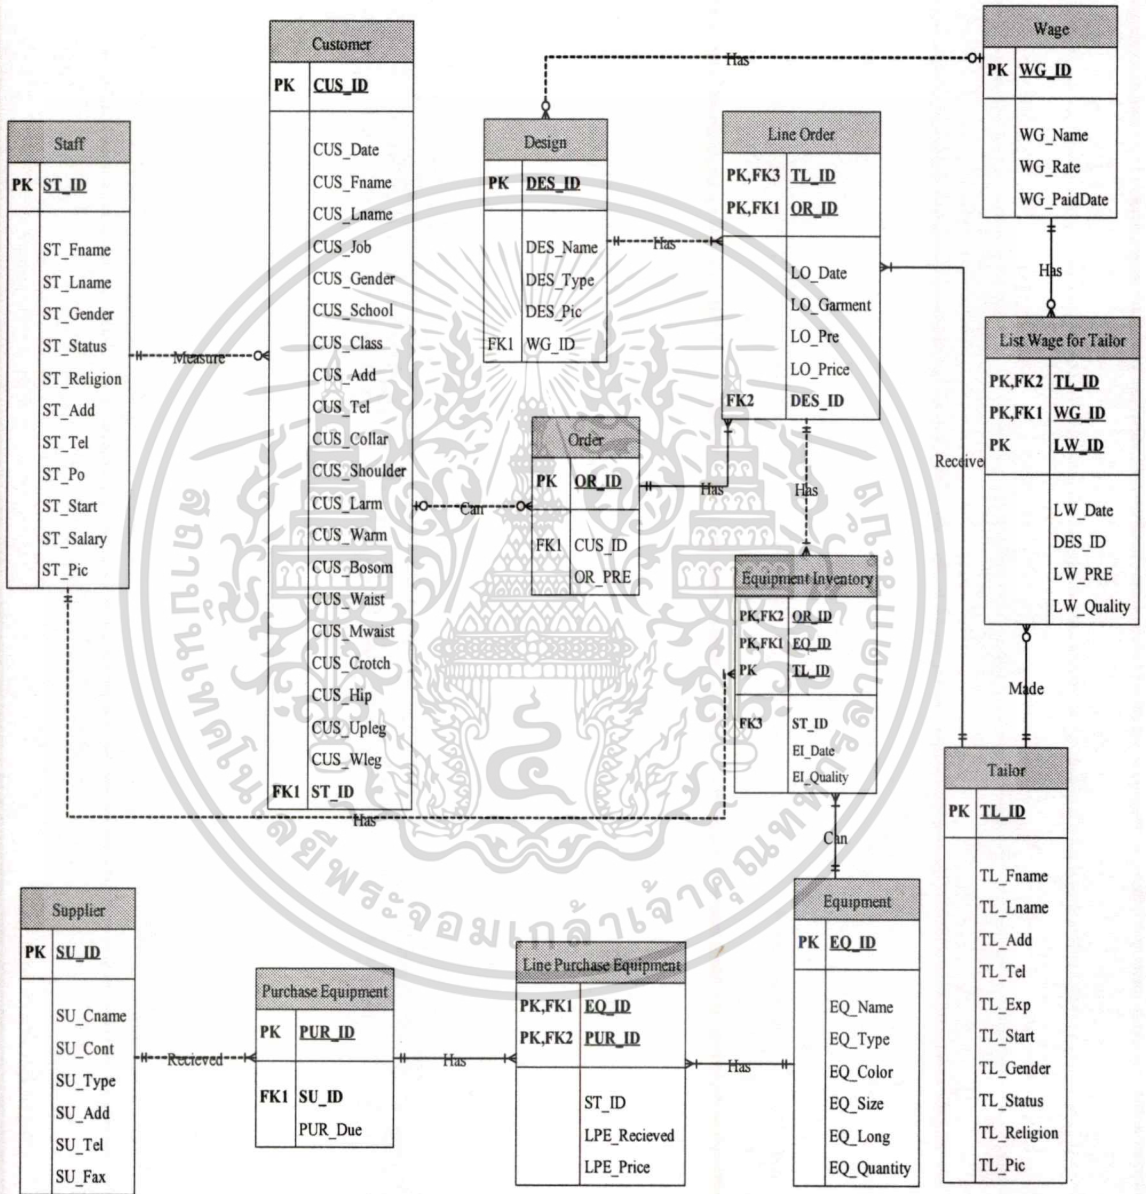 Customer
PK CUS_ID
CUS_Date
CUS_Fname
CUS_Lname
CUS_Job
CUS_Gender
CUS_School
CUS_Class
CUS_Add
CUS_Tel
CUS_Collar
CUS_Shoulder
CUS_Larm
CUS_Warm
CUS_Bosom
CUS_Waist
CUS_Mwaist
CUS_Crotch
CUS_Hip
CUS_Upleg
CUS_Wleg
FK1 ST_ID
Staff
PK ST_ID
ST_Fname
ST_Lname
ST_Gender
ST_Status
ST_Religion
ST_Add
ST_Tel
ST_Po
ST_Start
ST_Salary
ST_Pic
Measure
Has
Design
PK DES_ID
DES_Name
DES_Type
DES_Pic
FK1 WG_ID
Has
Line Order
PK,FK3 TL_ID
PK,FK1 OR_ID
LO_Date
LO_Garment
LO_Pre
LO_Price
FK2 DES_ID
Wage
PK WG_ID
WG_Name
WG_Rate
WG_PaidDate
Has
List Wage for Tailor
PK,FK2 TL_ID
PK,FK1 WG_ID
PK LW_ID
LW_Date
DES_ID
LW_PRE
LW_Quality
Receive
Made
Order
PK OR_ID
FK1 CUS_ID
OR_PRE
Can
Has
Has
Equipment Inventory
PK,FK2 OR_ID
PK,FK1 EQ_ID
PK TL_ID
FK3 ST_ID
EI_Date
EI_Quality
Has
Can
Tailor
PK TL_ID
TL_Fname
TL_Lname
TL_Add
TL_Tel
TL_Exp
TL_Start
TL_Gender
TL_Status
TL_Religion
TL_Pic
Supplier
PK SU_ID
SU_Cname
SU_Cont
SU_Type
SU_Add
SU_Tel
SU_Fax
Recieved
Purchase Equipment
PK PUR_ID
FK1 SU_ID
PUR_Due
Has
Line Purchase Equipment
PK,FK1 EQ_ID
PK,FK2 PUR_ID
ST_ID
LPE_Recieved
LPE_Price
Has
Equipment
PK EQ_ID
EQ_Name
EQ_Type
EQ_Color
EQ_Size
EQ_Long
EQ_Quantity